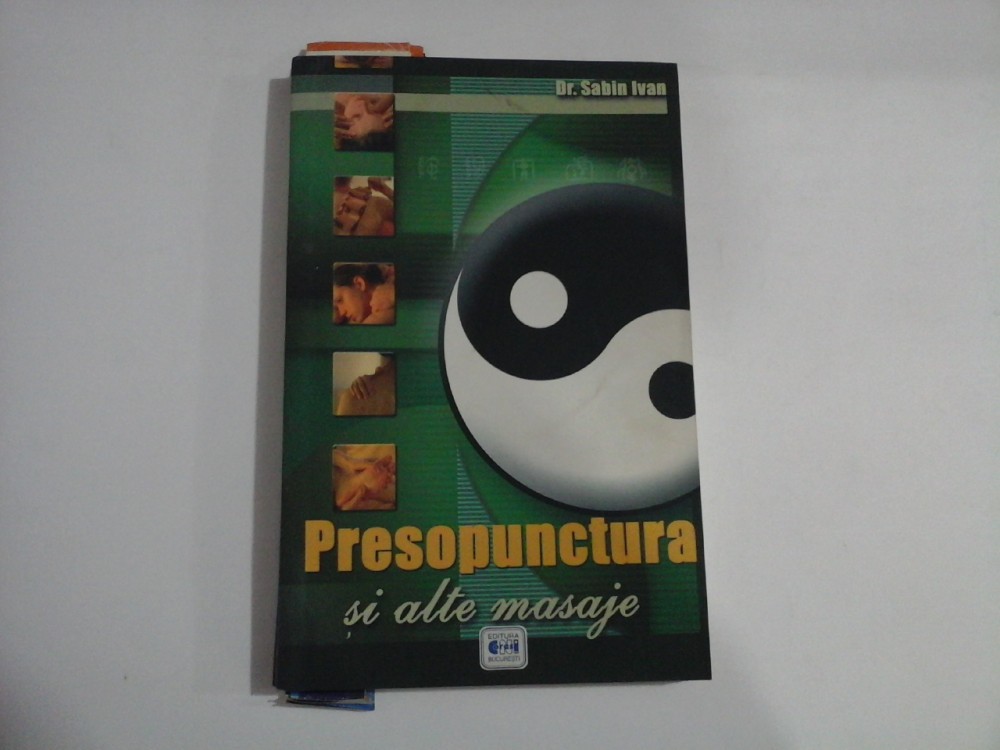 Dr. Sabin Ivan
Presopunctura
și alte masaje
EDITURA
BUCUREȘTI